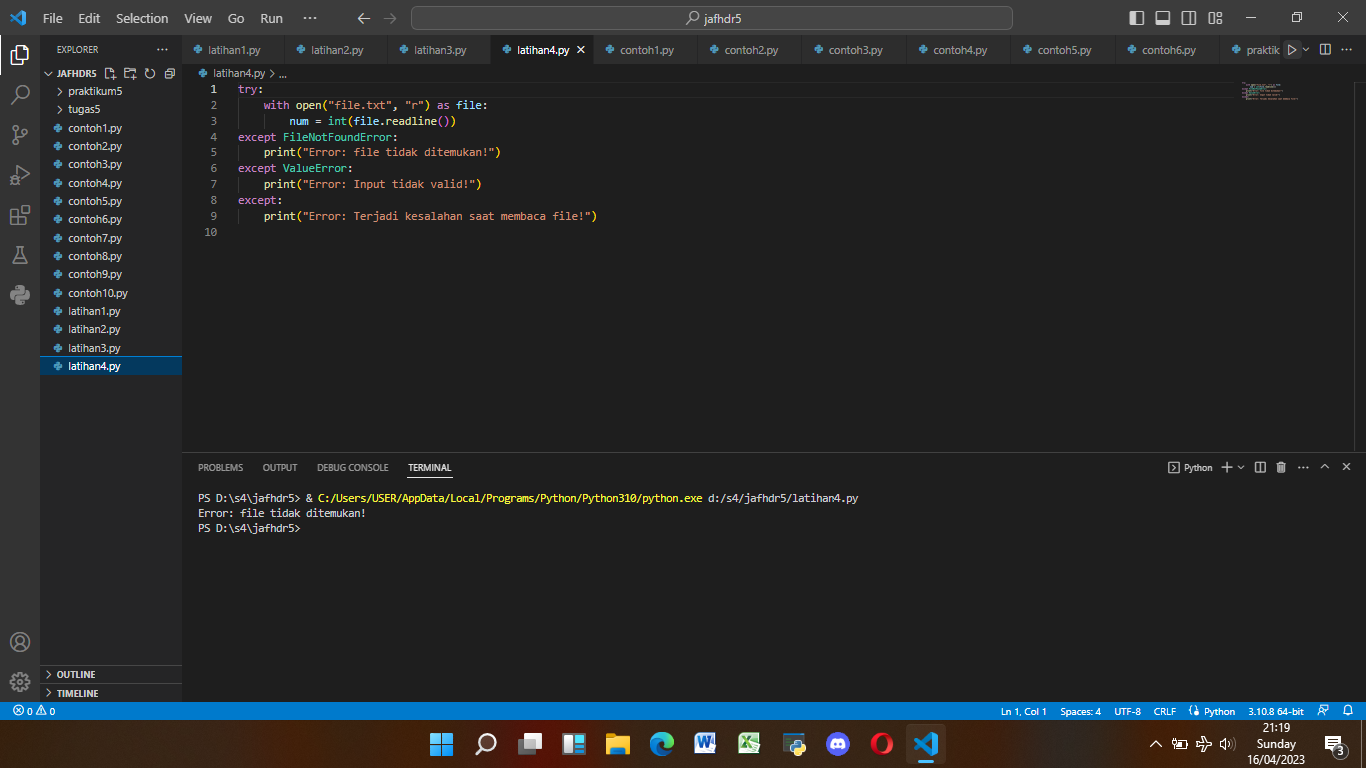 File Edit Selection View Go Run ··· jafhdr5
EXPLORER ···
JAFHDR5
praktikum5
tugas5
contoh1.py
contoh2.py
contoh3.py
contoh4.py
contoh5.py
contoh6.py
contoh7.py
contoh8.py
contoh9.py
contoh10.py
latihan1.py
latihan2.py
latihan3.py
latihan4.py
OUTLINE
TIMELINE
latihan1.py latihan2.py latihan3.py latihan4.py contoh1.py contoh2.py contoh3.py contoh4.py contoh5.py contoh6.py praktik
latihan4.py > ...
1 try:
2     with open("file.txt", "r") as file:
3         num = int(file.readline())
4 except FileNotFoundError:
5     print("Error: file tidak ditemukan!")
6 except ValueError:
7     print("Error: Input tidak valid!")
8 except:
9     print("Error: Terjadi kesalahan saat membaca file!")
10
PROBLEMS OUTPUT DEBUG CONSOLE TERMINAL Python
PS D:\s4\jafhdr5> & C:/Users/USER/AppData/Local/Programs/Python/Python310/python.exe d:/s4/jafhdr5/latihan4.py
Error: file tidak ditemukan!
PS D:\s4\jafhdr5>
0 0 Ln 1, Col 1 Spaces: 4 UTF-8 CRLF Python 3.10.8 64-bit
21:19
Sunday
16/04/2023
3